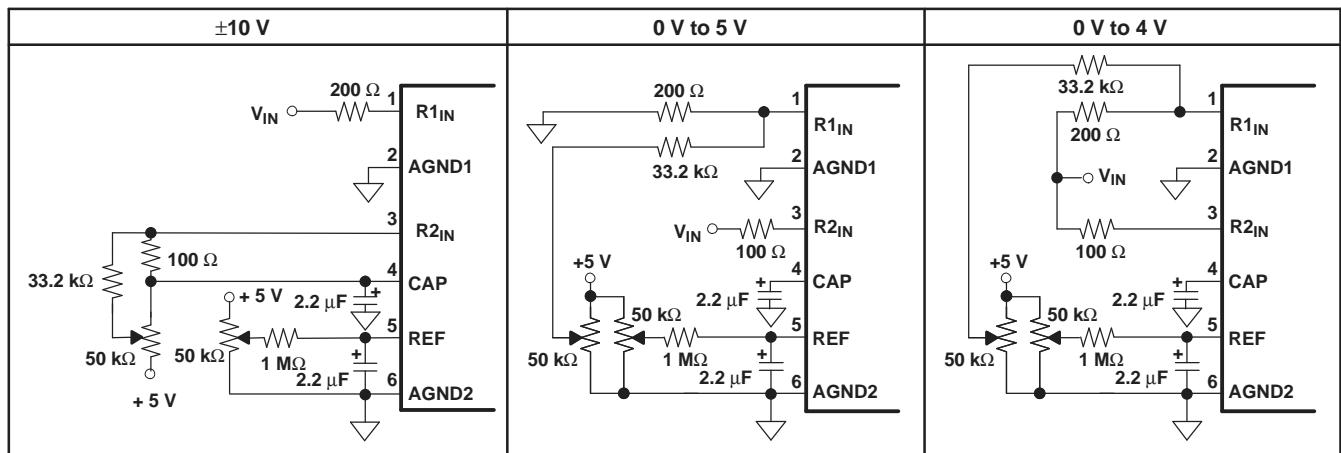 ±10 V
200 Ω
V_IN
1
R1_IN
2
AGND1
3
R2_IN
100 Ω
33.2 kΩ
4
CAP
+ 5 V
2.2 μF
+
5
REF
50 kΩ
50 kΩ
1 MΩ
+
2.2 μF
6
AGND2
+ 5 V
0 V to 5 V
200 Ω
1
R1_IN
33.2 kΩ
2
AGND1
3
V_IN
R2_IN
100 Ω
+5 V
4
CAP
+
2.2 μF
50 kΩ
5
REF
50 kΩ
1 MΩ
+
2.2 μF
6
AGND2
0 V to 4 V
33.2 kΩ
1
R1_IN
200 Ω
2
AGND1
V_IN
3
R2_IN
100 Ω
+5 V
4
CAP
+
2.2 μF
50 kΩ
5
REF
50 kΩ
1 MΩ
+
2.2 μF
6
AGND2